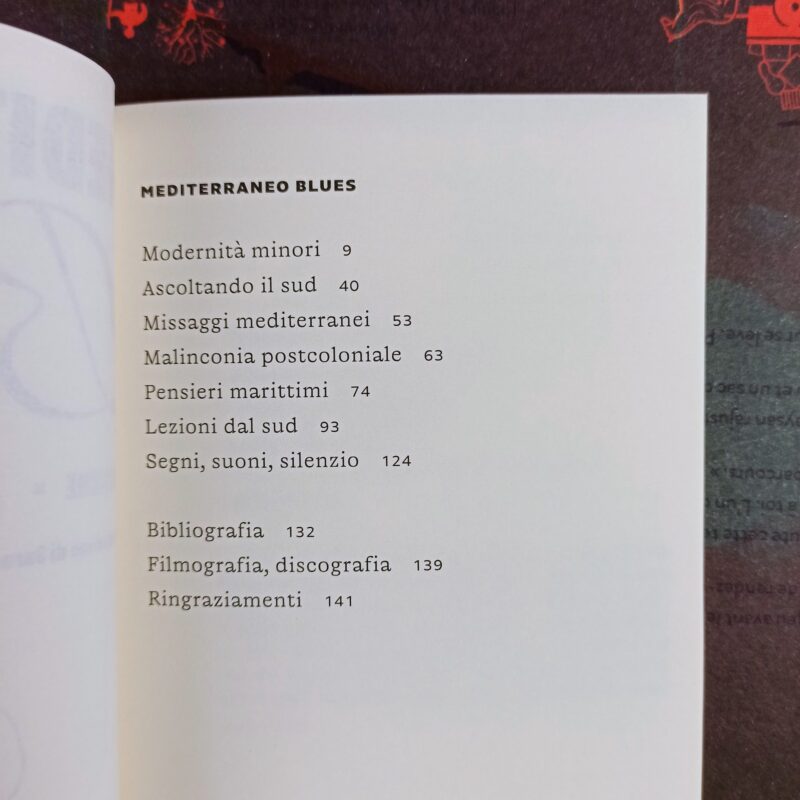 MEDITERRANEO BLUES
Modernità minori 9
Ascoltando il sud 40
Missaggi mediterranei 53
Malinconia postcoloniale 63
Pensieri marittimi 74
Lezioni dal sud 93
Segni, suoni, silenzio 124
Bibliografia 132
Filmografia, discografia 139
Ringraziamenti 141